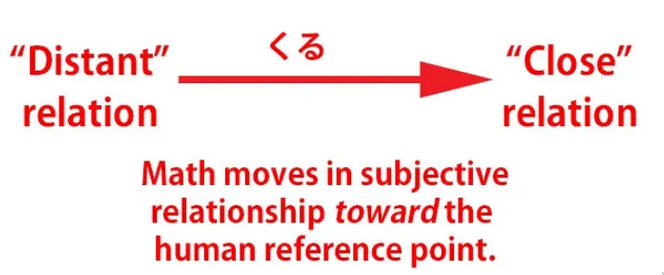 くる
“Distant” “Close”
relation relation
Math moves in subjective
relationship toward the
human reference point.